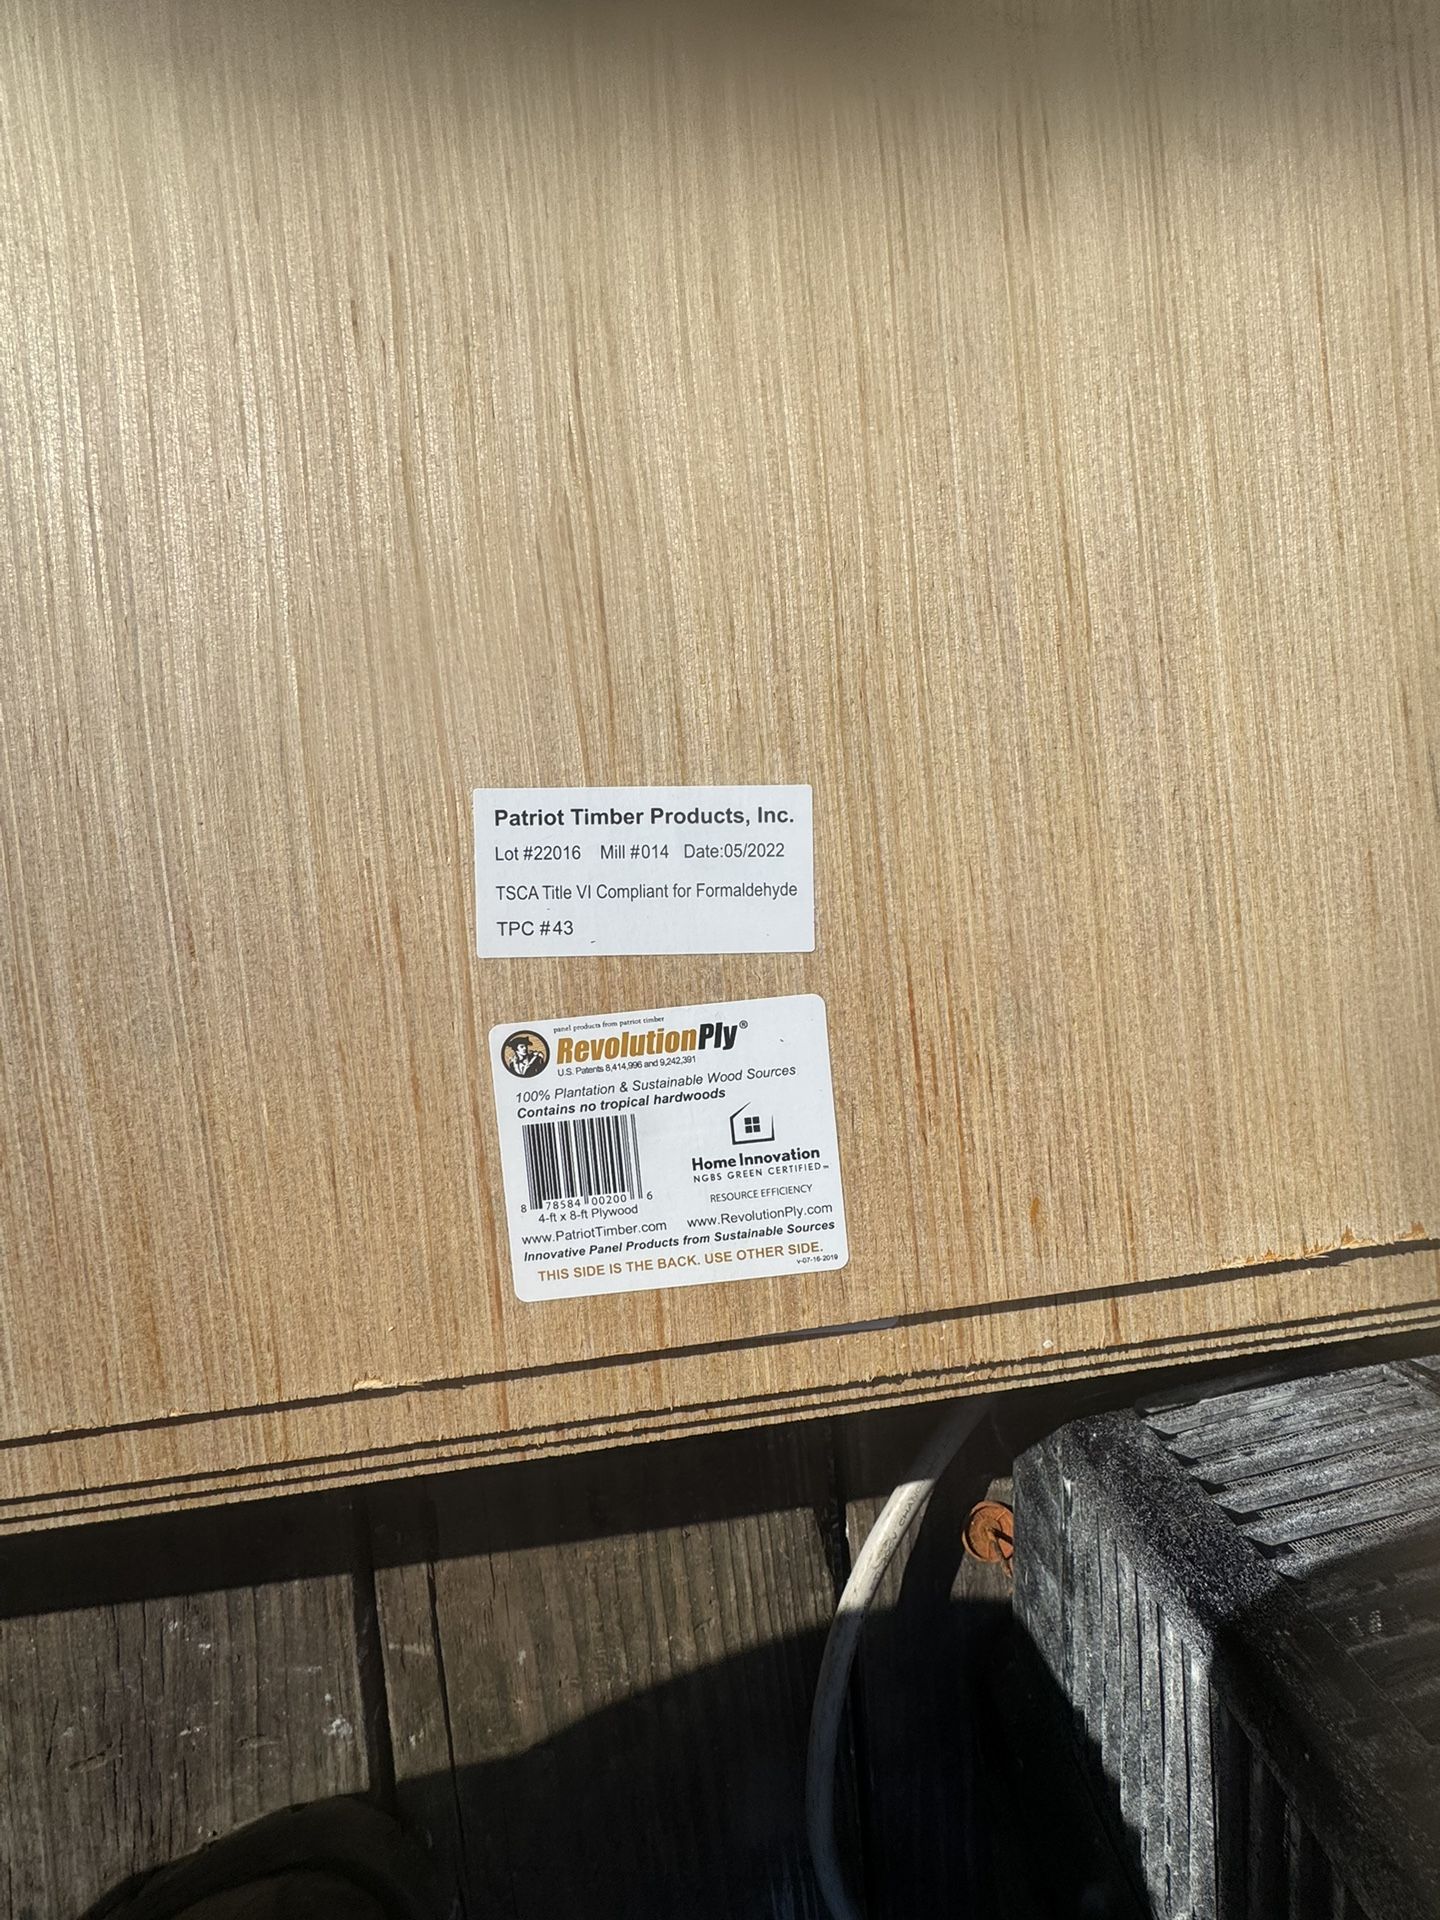 Patriot Timber Products, Inc.
Lot #22016 Mill #014 Date:05/2022
TSCA Title VI Compliant for Formaldehyde
TPC #43
panel products from patriot timber
RevolutionPly®
U.S. Patents 8,414,996 and 9,242,391
100% Plantation & Sustainable Wood Sources
Contains no tropical hardwoods
Home Innovation
NGBS GREEN CERTIFIED™
RESOURCE EFFICIENCY
8 78584 00200 6
4-ft x 8-ft Plywood
www.PatriotTimber.com www.RevolutionPly.com
Innovative Panel Products from Sustainable Sources
THIS SIDE IS THE BACK. USE OTHER SIDE. v-07-16-2019